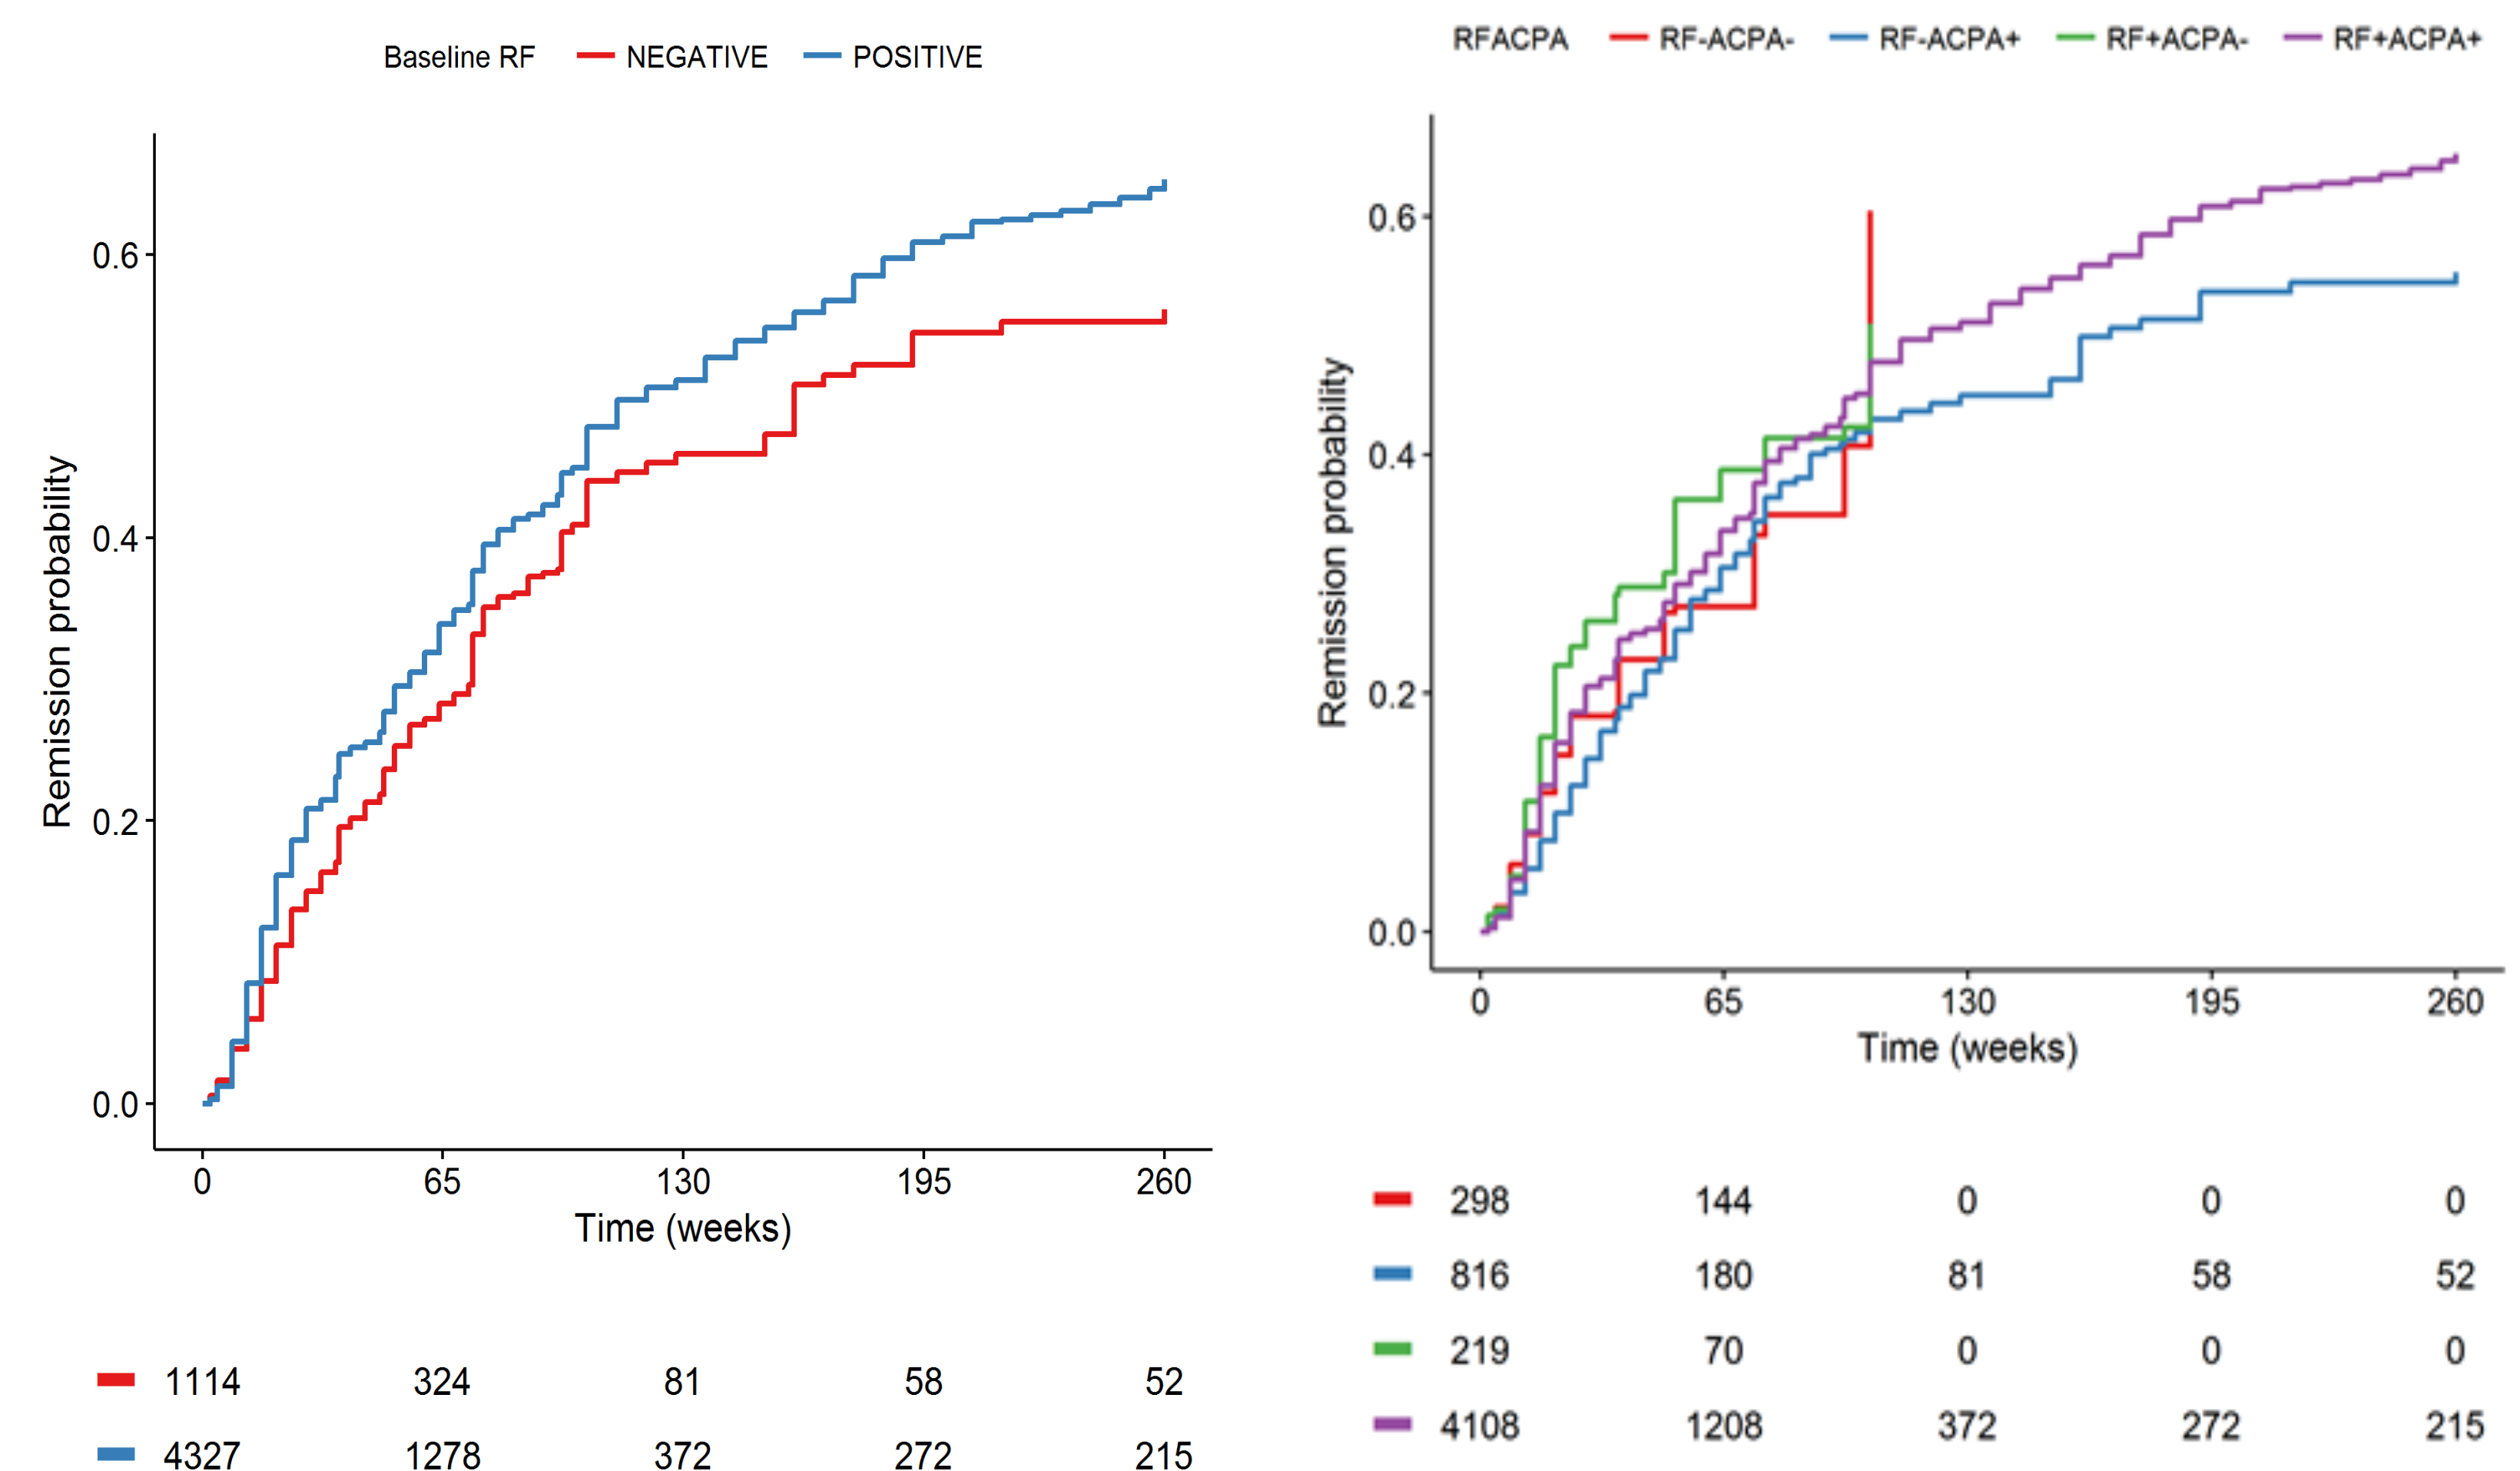 Baseline RF NEGATIVE POSITIVE
Remission probability
0.6
0.4
0.2
0.0
0 65 130 195 260
Time (weeks)
1114 324 81 58 52
4327 1278 372 272 215
RFACPA RF-ACPA- RF-ACPA+ RF+ACPA- RF+ACPA+
Remission probability
0.6
0.4
0.2
0.0
0 65 130 195 260
Time (weeks)
298 144 0 0 0
816 180 81 58 52
219 70 0 0 0
4108 1208 372 272 215